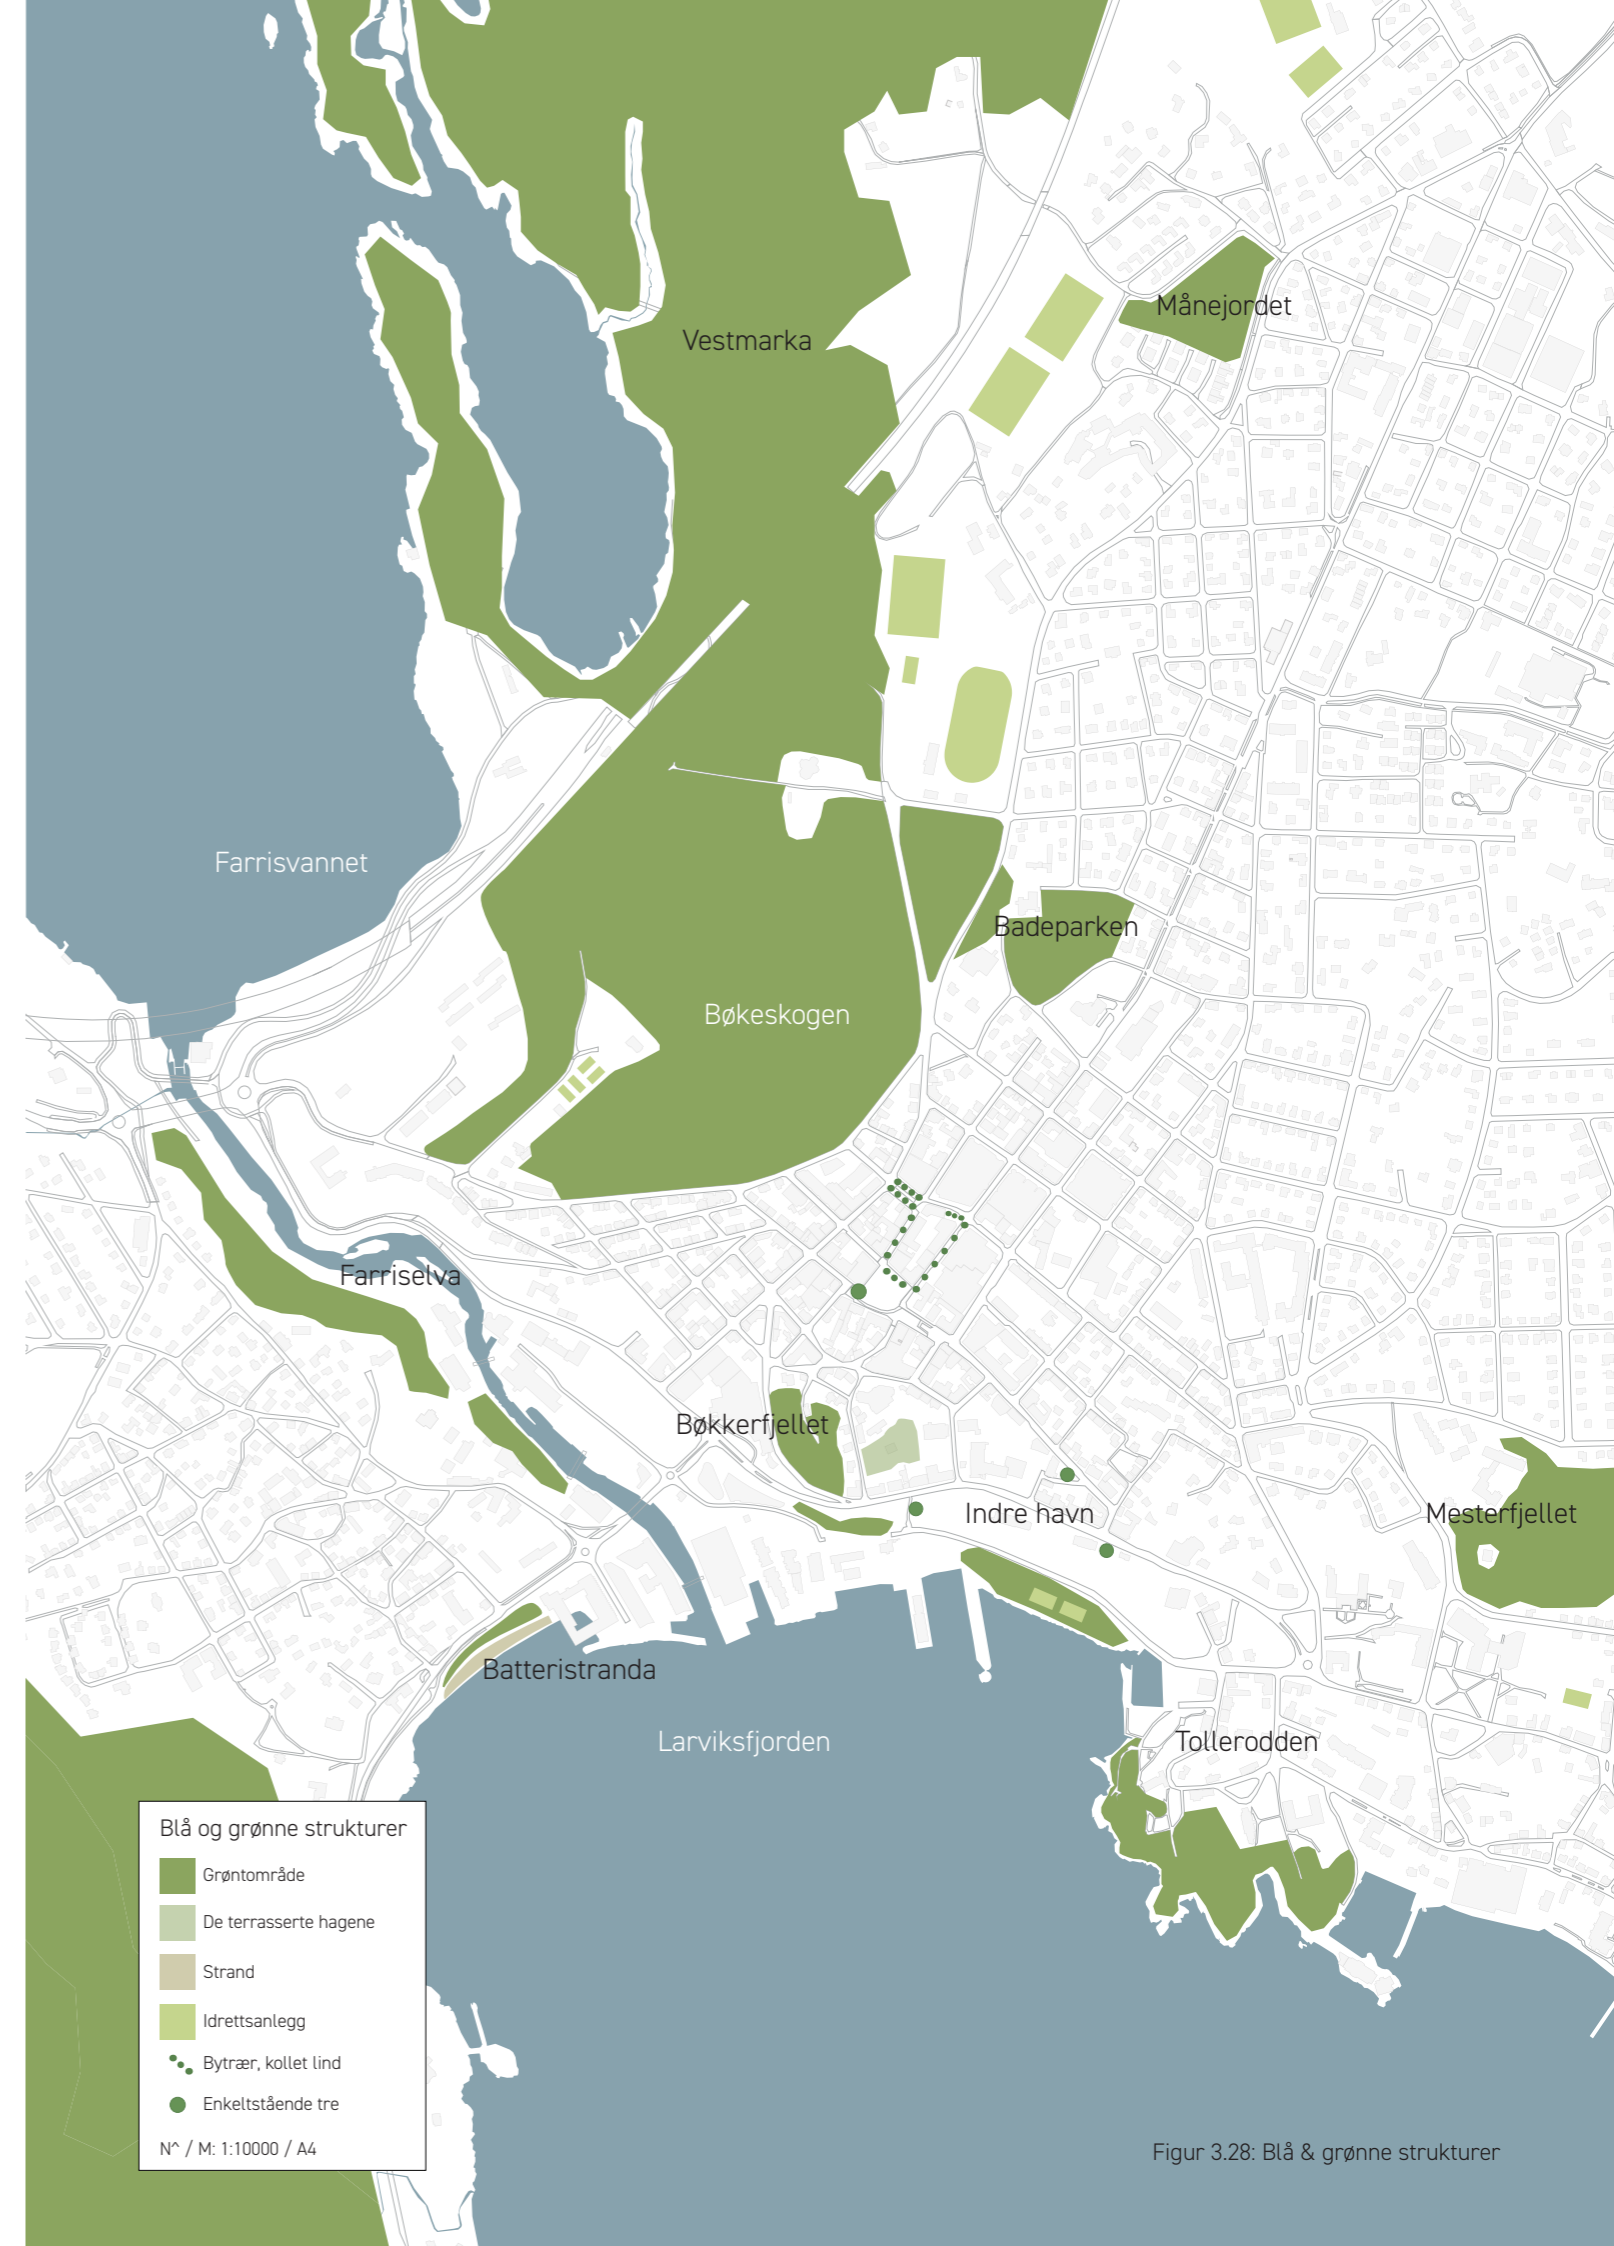 Månejordet
Vestmarka
Farrisvannet
Badeparken
Bøkeskogen
Farriselva
Bøkkerfjellet
Indre havn
Mesterfjellet
Batteristranda
Larviksfjorden
Tollerodden
Blå og grønne strukturer
Grøntområde
De terrasserte hagene
Strand
Idrettsanlegg
Bytrær, kollet lind
Enkeltstående tre
N^ / M: 1:10000 / A4
Figur 3.28: Blå & grønne strukturer